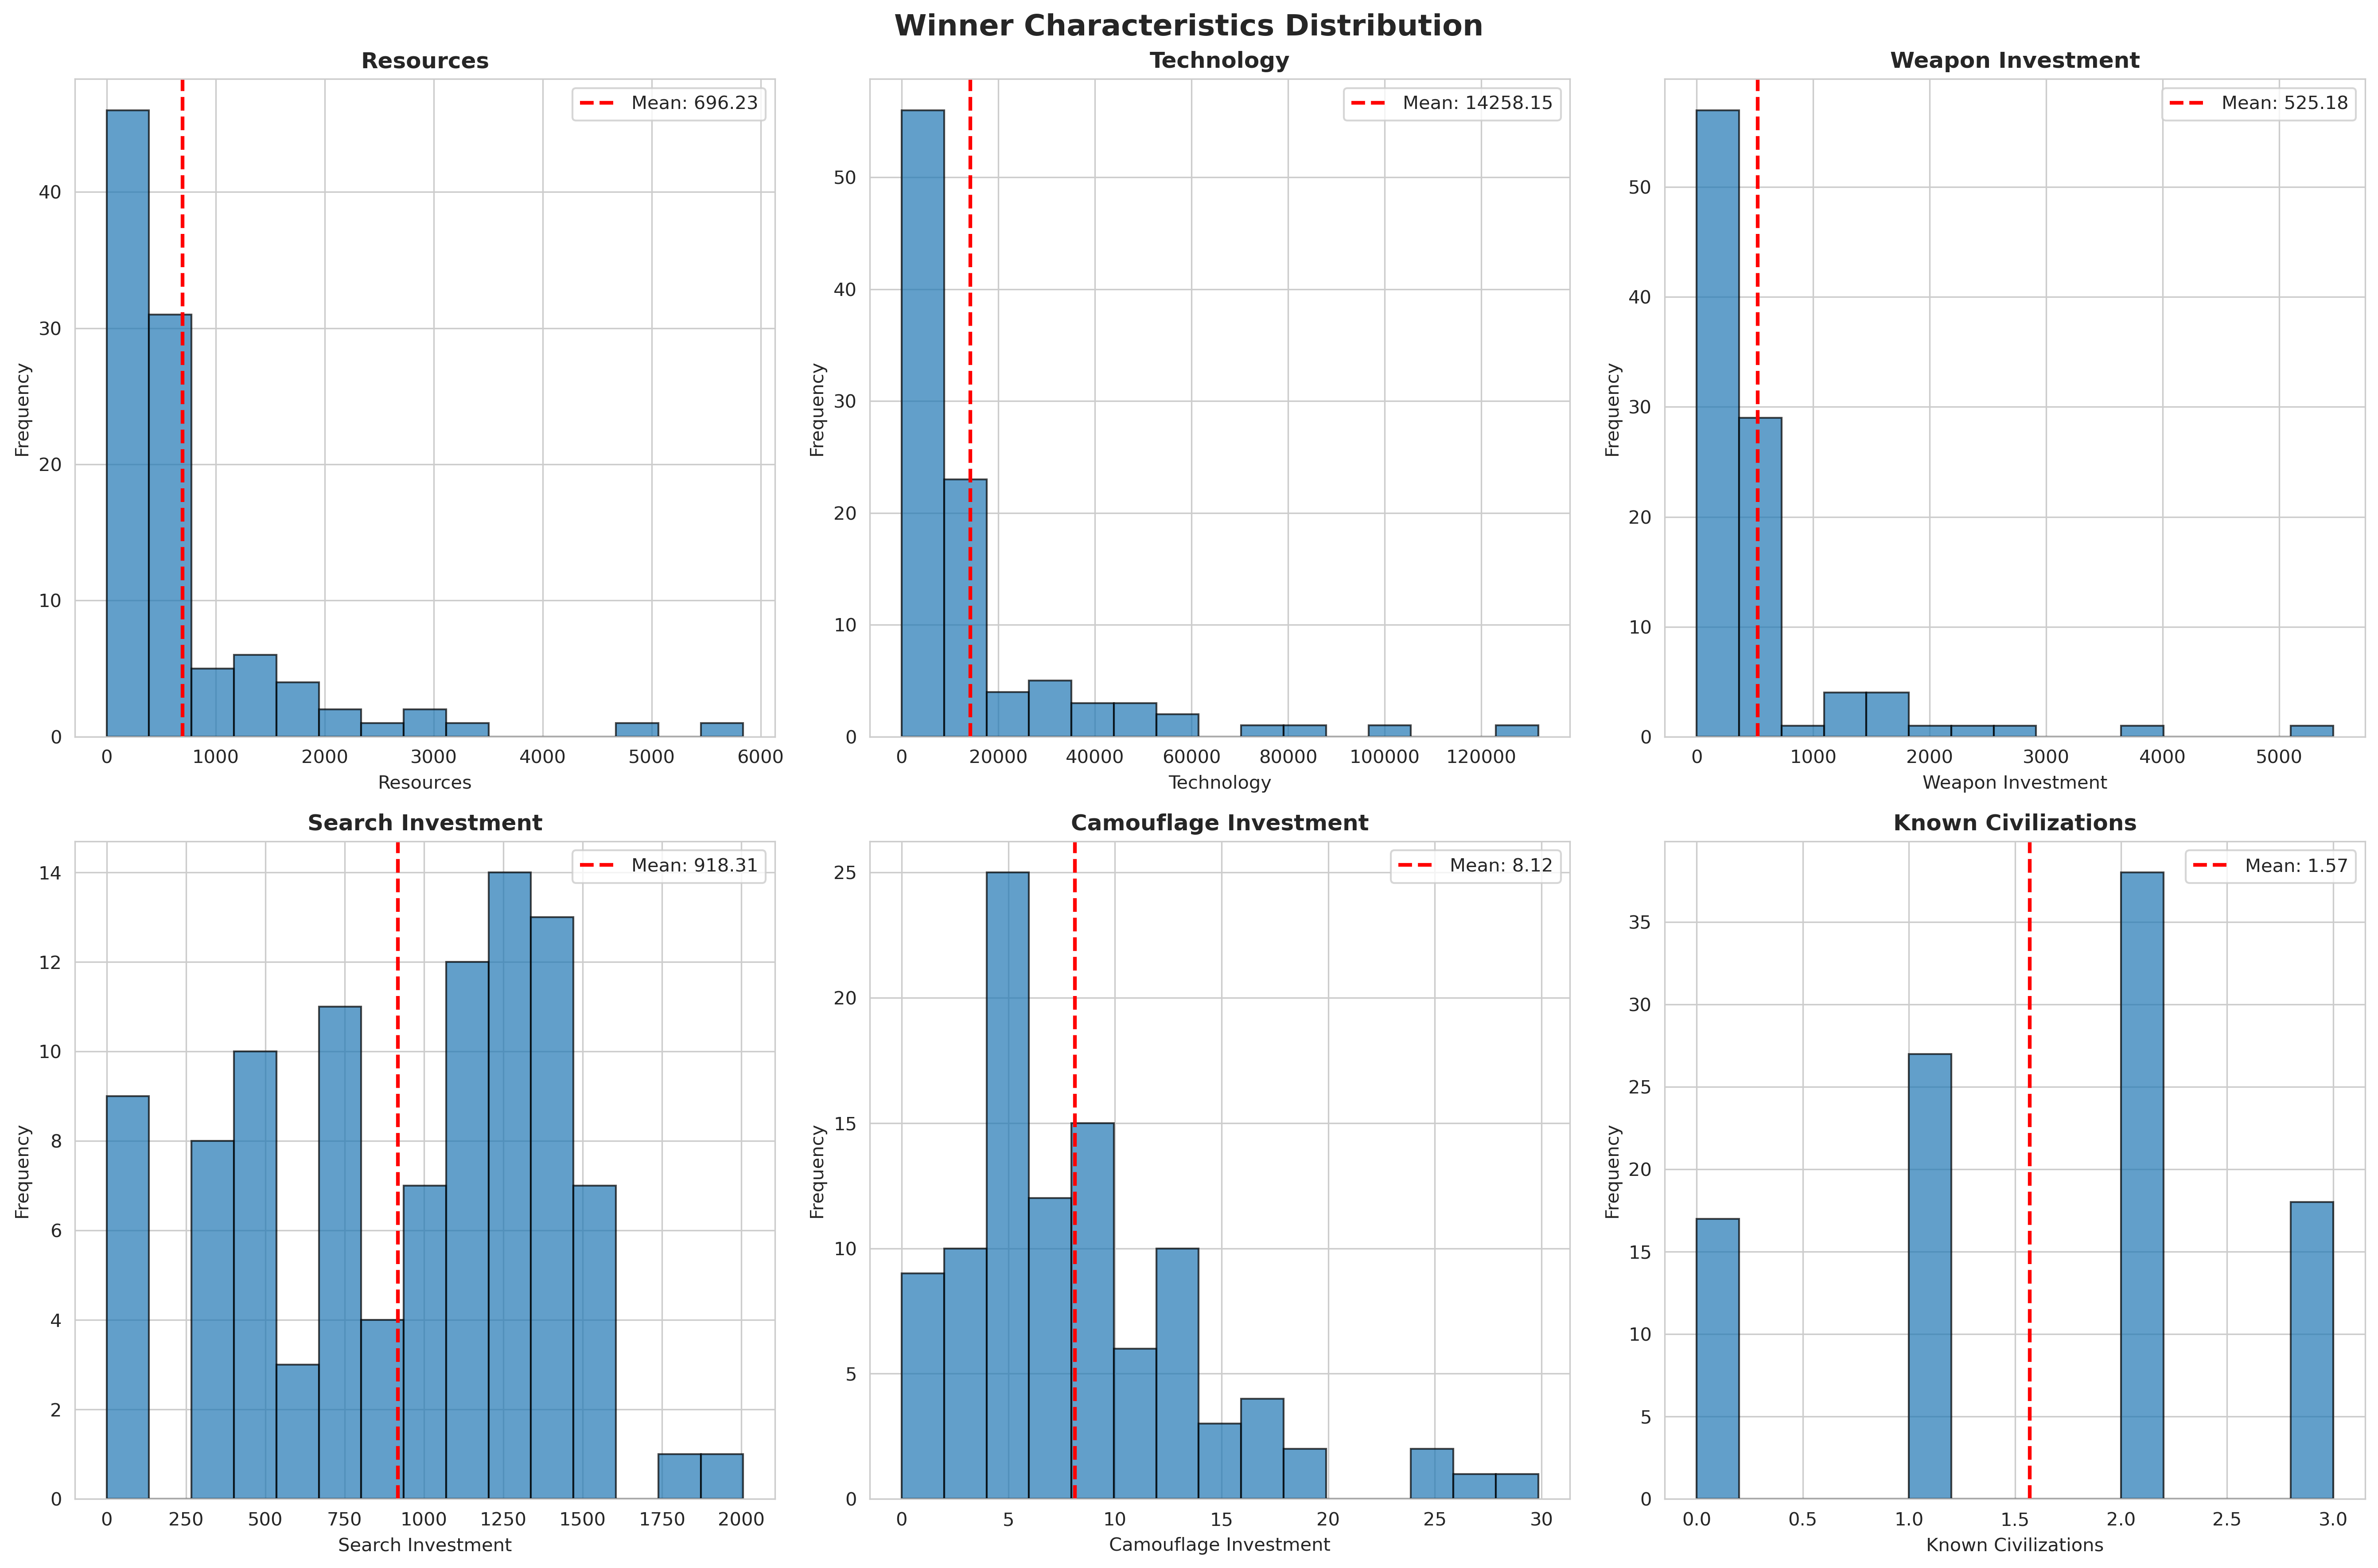 Winner Characteristics Distribution
Resources
Mean: 696.23
Frequency
40
30
20
10
0
0 1000 2000 3000 4000 5000 6000
Resources
Technology
Mean: 14258.15
Frequency
50
40
30
20
10
0
0 20000 40000 60000 80000 100000 120000
Technology
Weapon Investment
Mean: 525.18
Frequency
50
40
30
20
10
0
0 1000 2000 3000 4000 5000
Weapon Investment
Search Investment
Mean: 918.31
Frequency
14
12
10
8
6
4
2
0
0 250 500 750 1000 1250 1500 1750 2000
Search Investment
Camouflage Investment
Mean: 8.12
Frequency
25
20
15
10
5
0
0 5 10 15 20 25 30
Camouflage Investment
Known Civilizations
Mean: 1.57
Frequency
35
30
25
20
15
10
5
0
0.0 0.5 1.0 1.5 2.0 2.5 3.0
Known Civilizations